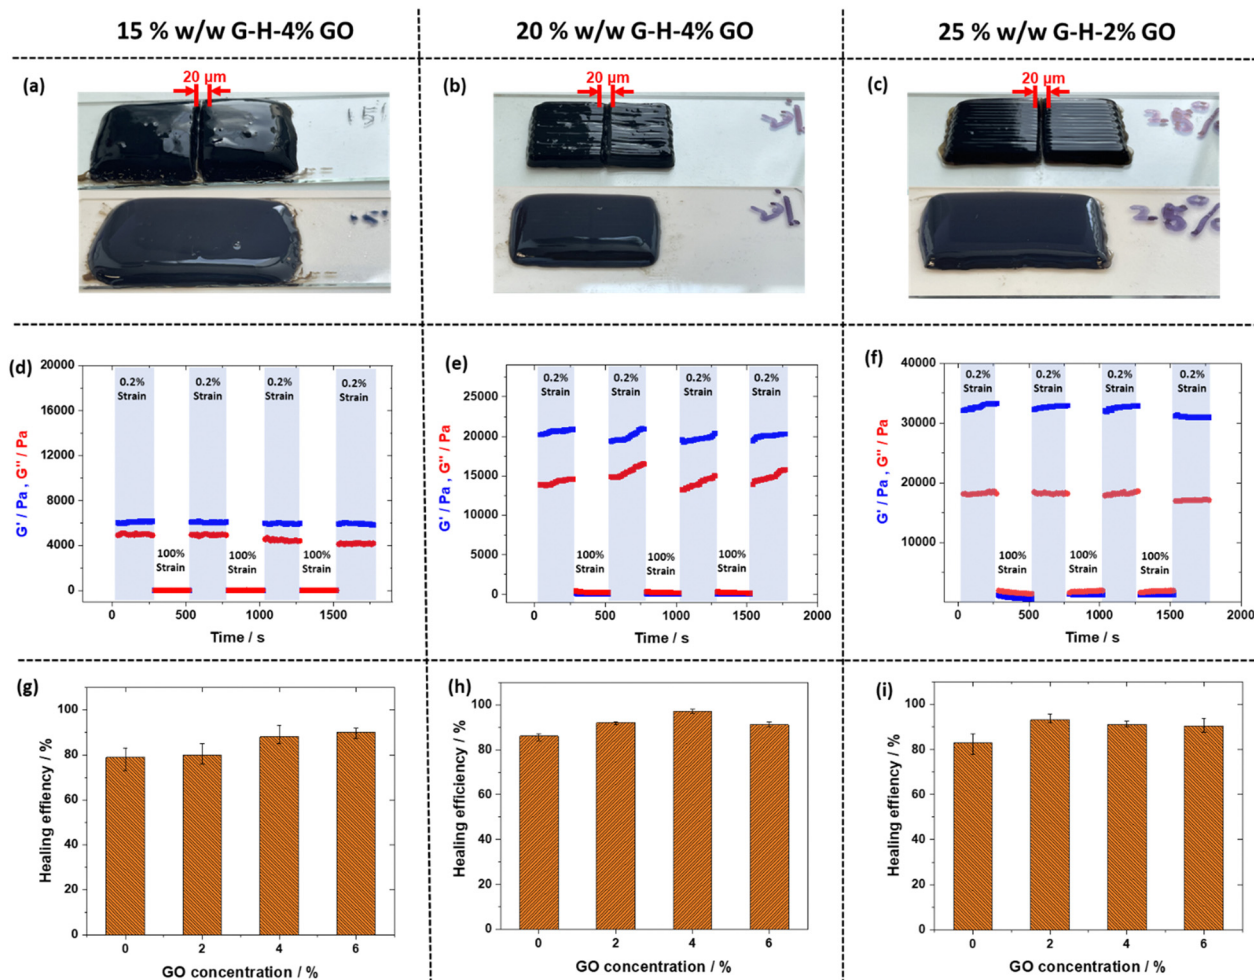 15 % w/w G-H-4% GO
20 % w/w G-H-4% GO
25 % w/w G-H-2% GO
(a)
20 µm
(b)
20 µm
(c)
20 µm
(d)
20000
16000
12000
8000
4000
0
G' / Pa , G'' / Pa
0.2% Strain
0.2% Strain
0.2% Strain
0.2% Strain
100% Strain
100% Strain
100% Strain
0 500 1000 1500
Time / s
(e)
25000
20000
15000
10000
5000
0
G' / Pa , G'' / Pa
0.2% Strain
0.2% Strain
0.2% Strain
0.2% Strain
100% Strain
100% Strain
100% Strain
0 500 1000 1500 2000
Time / s
(f)
40000
30000
20000
10000
G' / Pa , G'' / Pa
0.2% Strain
0.2% Strain
0.2% Strain
0.2% Strain
100% Strain
100% Strain
100% Strain
0 500 1000 1500 2000
Time / s
(g)
100
80
60
40
20
0
Healing effiency / %
0 2 4 6
GO concentration / %
(h)
100
80
60
40
20
0
Healing efficiency / %
0 2 4 6
GO concentration / %
(i)
100
80
60
40
20
0
Healing efficiency / %
0 2 4 6
GO concentration / %